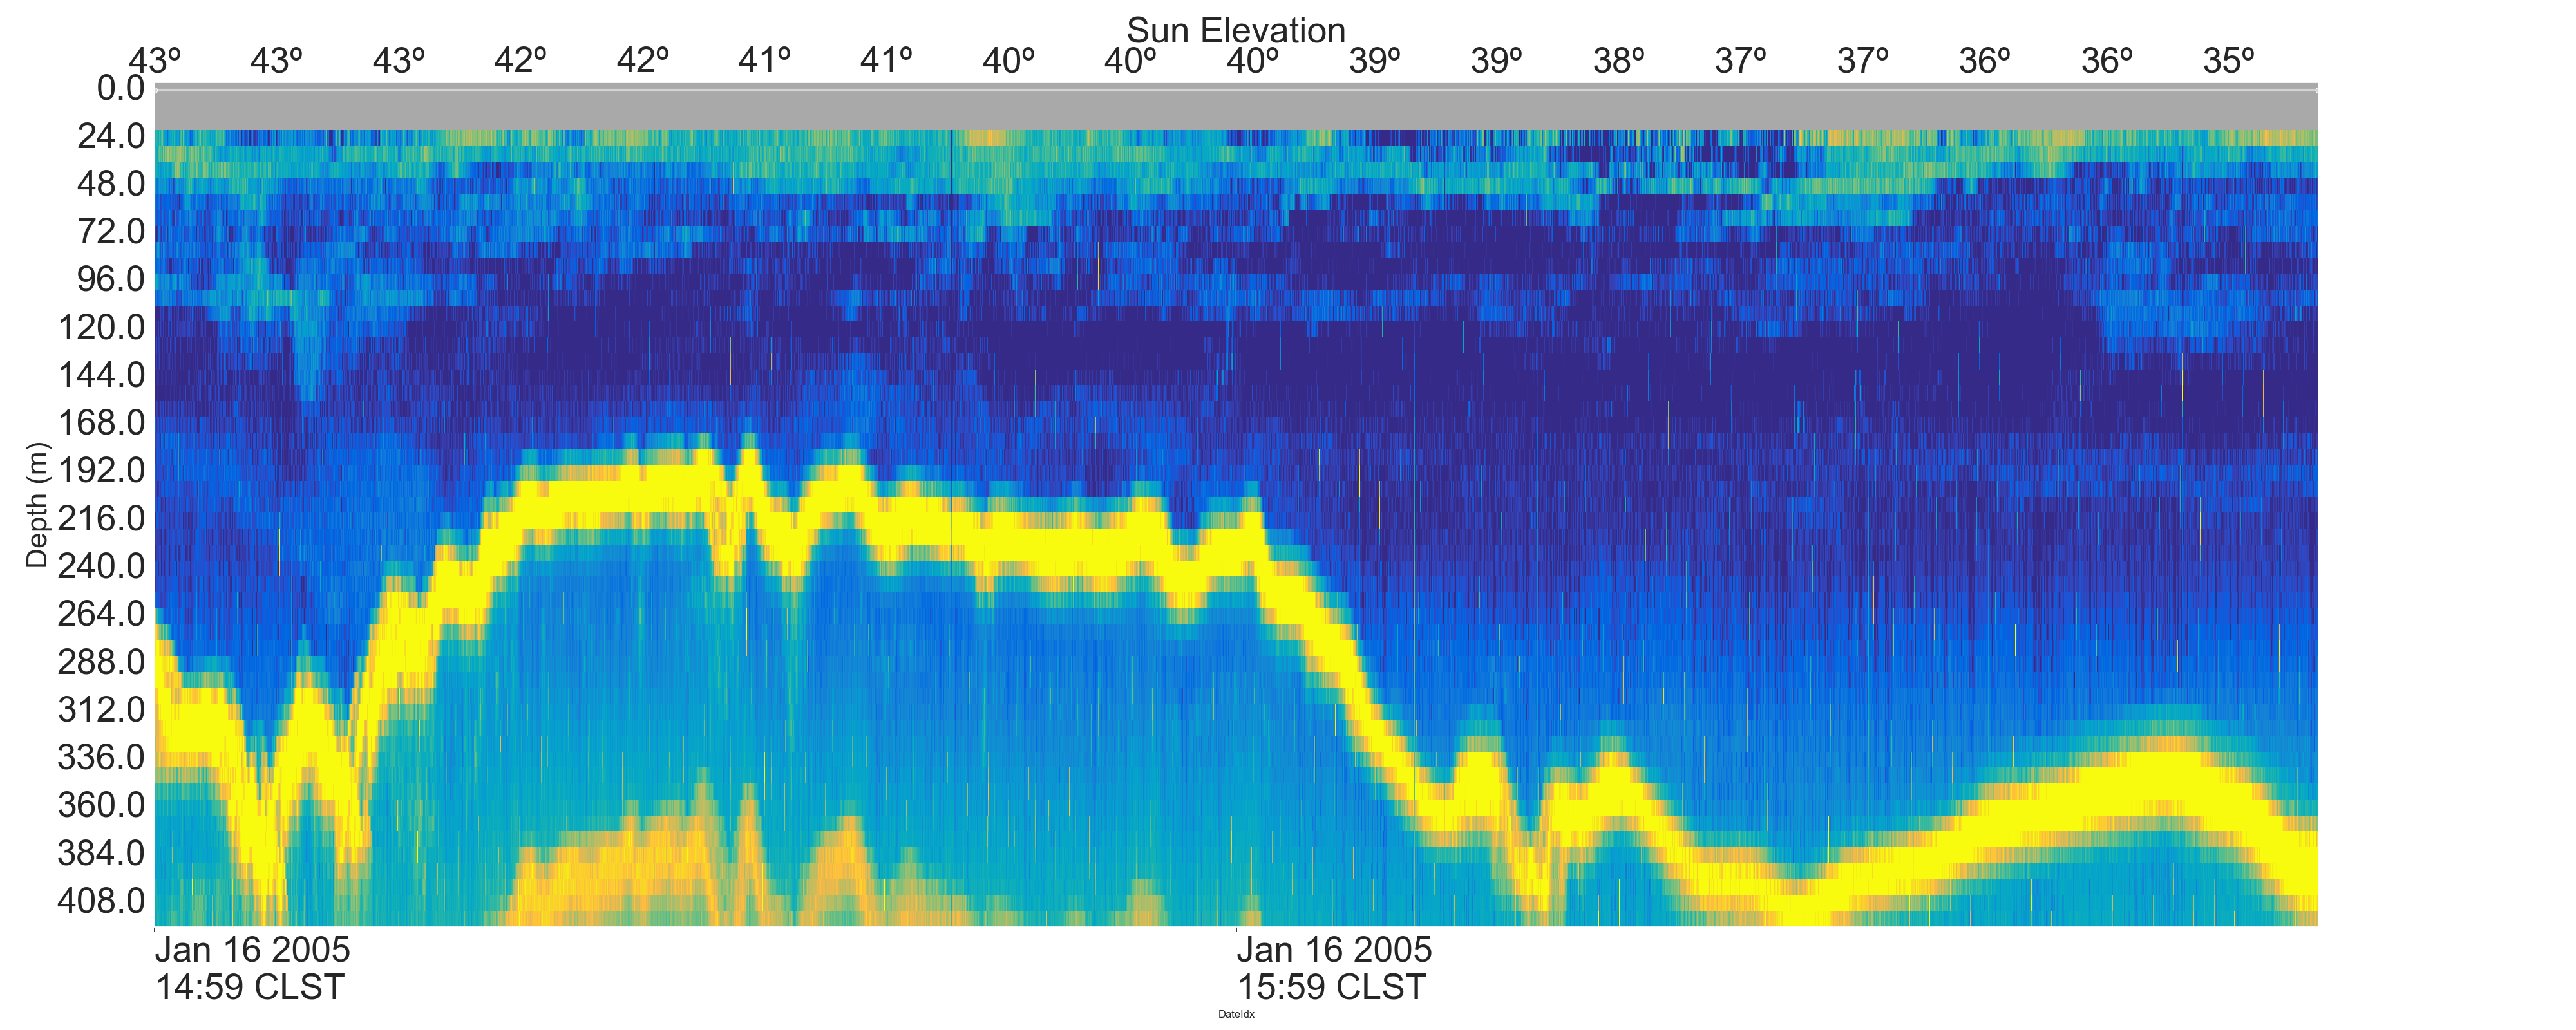 Sun Elevation
43º 43º 43º 42º 42º 41º 41º 40º 40º 40º 39º 39º 38º 37º 37º 36º 36º 35º
0.0
24.0
48.0
72.0
96.0
120.0
144.0
168.0
192.0
216.0
240.0
264.0
288.0
312.0
336.0
360.0
384.0
408.0
Depth (m)
Jan 16 2005
14:59 CLST
Jan 16 2005
15:59 CLST
DateIdx